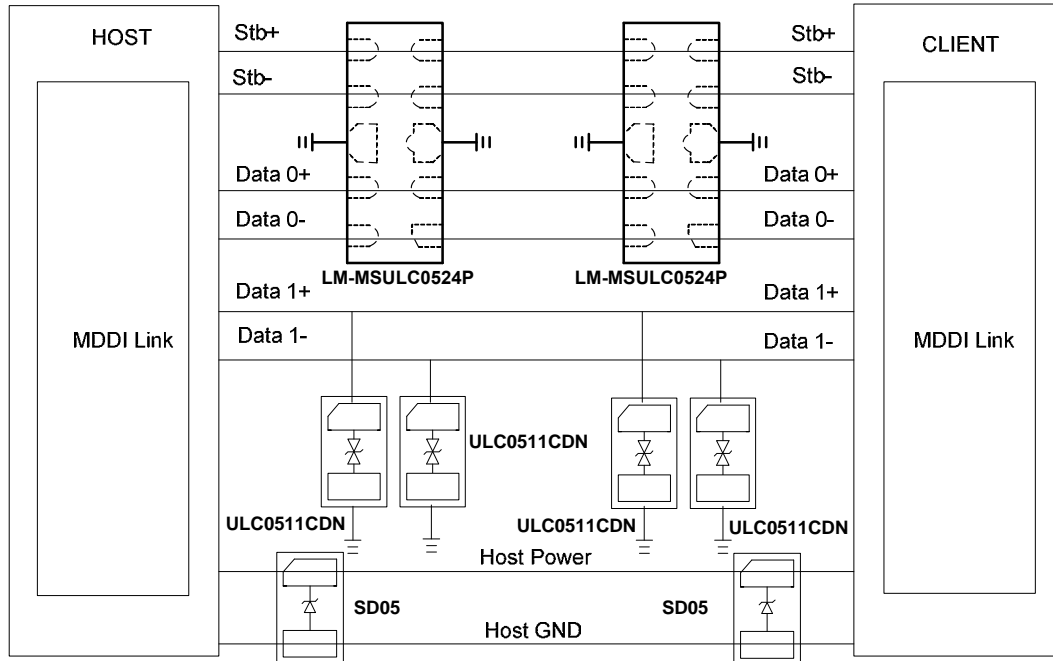 HOST
Stb+
Stb+
CLIENT
Stb-
Stb-
Data 0+
Data 0+
Data 0-
Data 0-
LM-MSULC0524P
LM-MSULC0524P
Data 1+
Data 1+
MDDI Link
Data 1-
Data 1-
MDDI Link
ULC0511CDN
ULC0511CDN
ULC0511CDN
ULC0511CDN
Host Power
SD05
SD05
Host GND